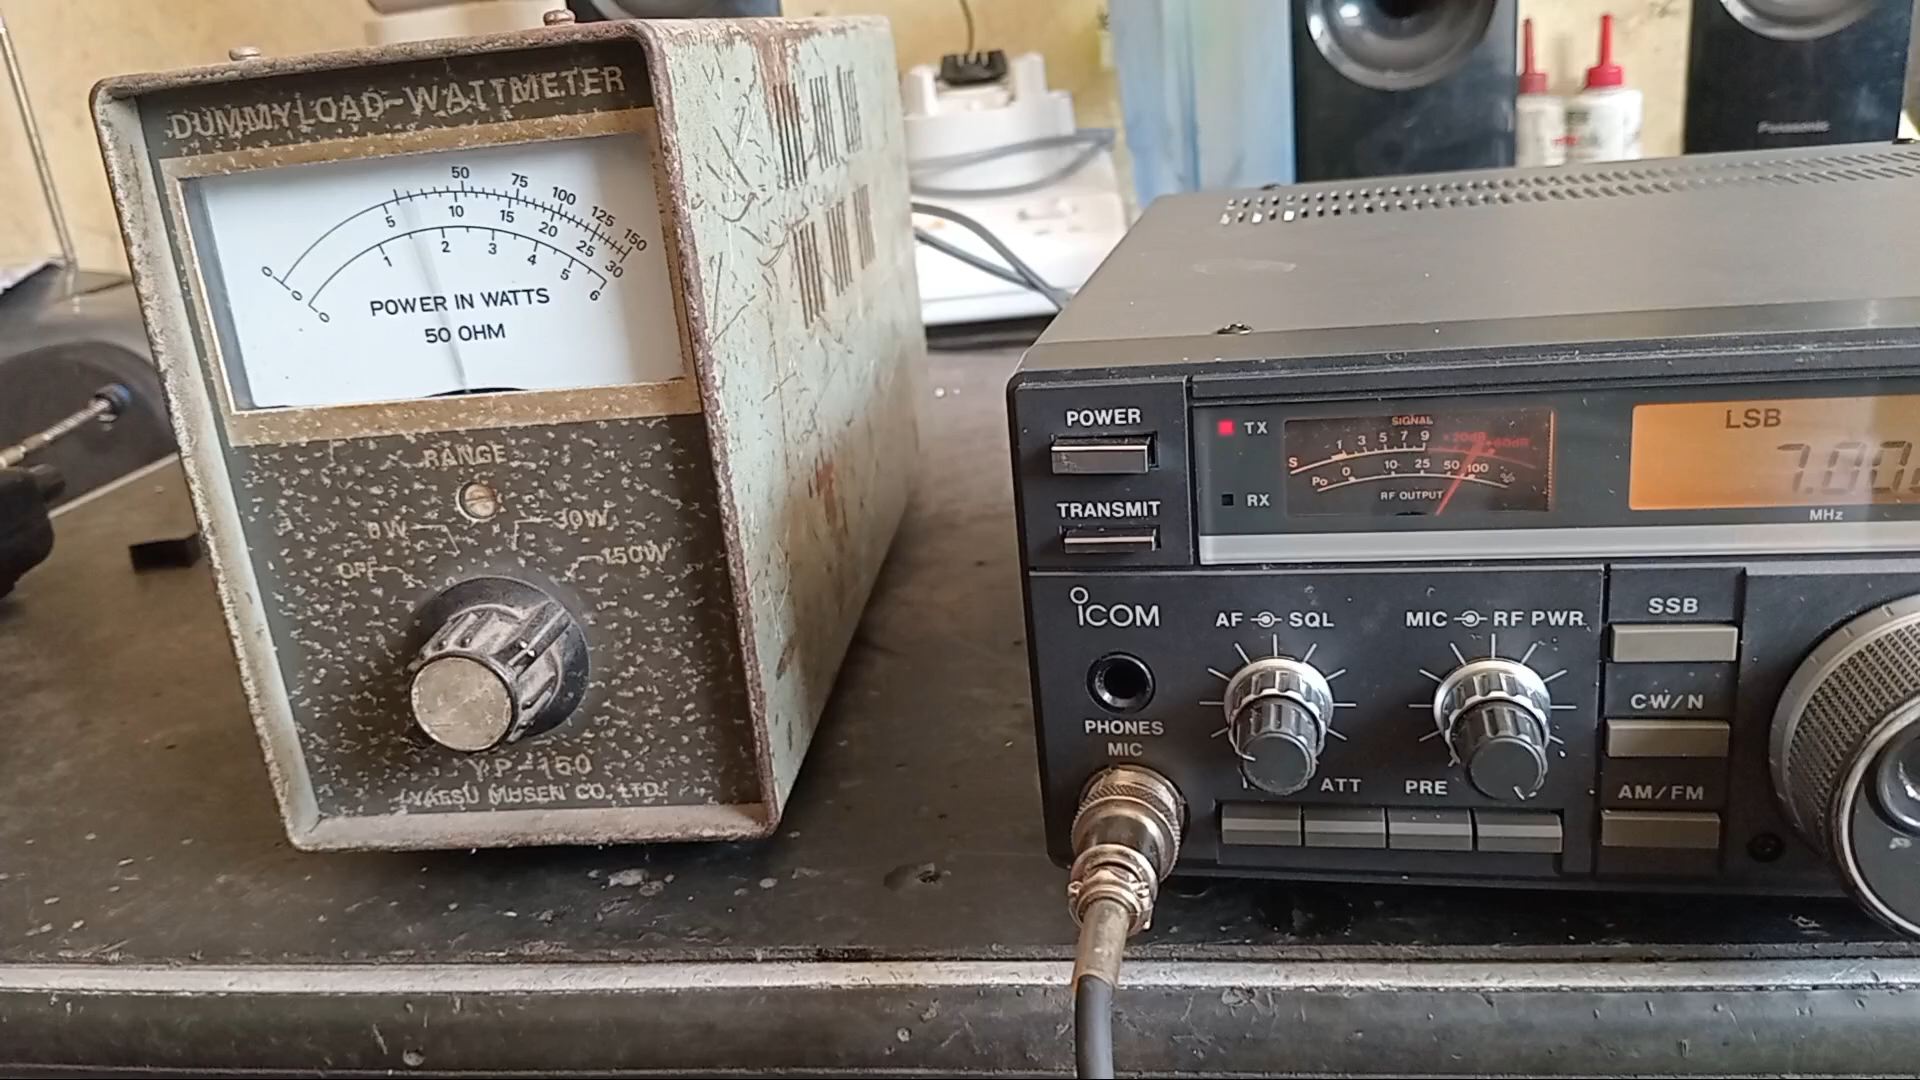 DUMMYLOAD-WATTMETER
50 75 100 125 150
0 5 10 15 20 25 30
0 1 2 3 4 5 6
0
POWER IN WATTS
50 OHM
RANGE
6W 30W
OFF 150W
YP-150
YAESU MUSEN CO. LTD.
Panasonic
POWER
TRANSMIT
TX
RX
SIGNAL
S 1 3 5 7 9 +20dB +60dB
Po 0 10 25 50 100 %
RF OUTPUT
LSB
7.00
MHz
ICOM
PHONES
MIC
AF SQL
MIC RF PWR
ATT
PRE
SSB
CW/N
AM/FM